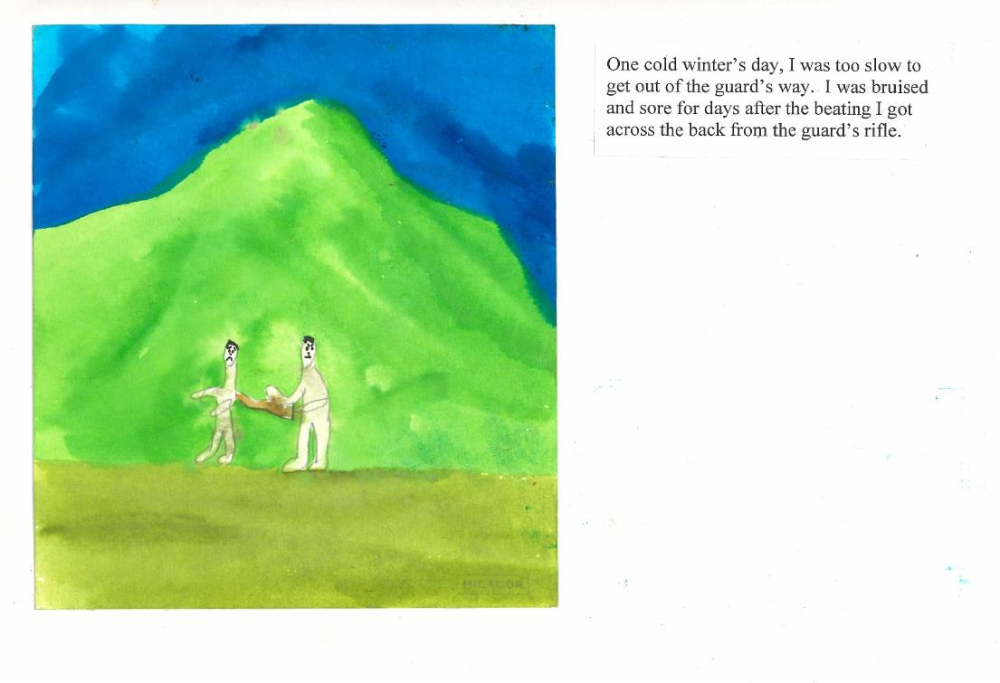 One cold winter's day, I was too slow to
get out of the guard's way.  I was bruised
and sore for days after the beating I got
across the back from the guard's rifle.
MICADOR